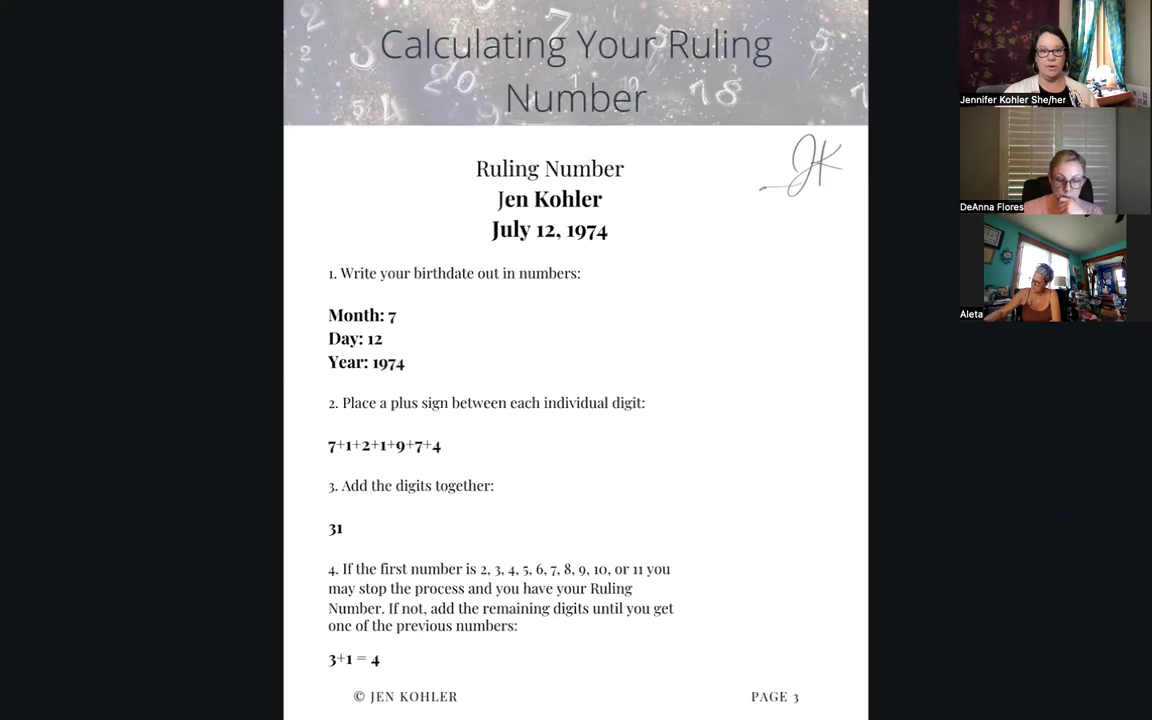 Calculating Your Ruling
Number
JK
Ruling Number
Jen Kohler
July 12, 1974
1. Write your birthdate out in numbers:
Month: 7
Day: 12
Year: 1974
2. Place a plus sign between each individual digit:
7+1+2+1+9+7+4
3. Add the digits together:
31
4. If the first number is 2, 3, 4, 5, 6, 7, 8, 9, 10, or 11 you
may stop the process and you have your Ruling
Number. If not, add the remaining digits until you get
one of the previous numbers:
3+1 = 4
© JEN KOHLER
PAGE 3
Jennifer Kohler She/her
DeAnna Flores
Aleta